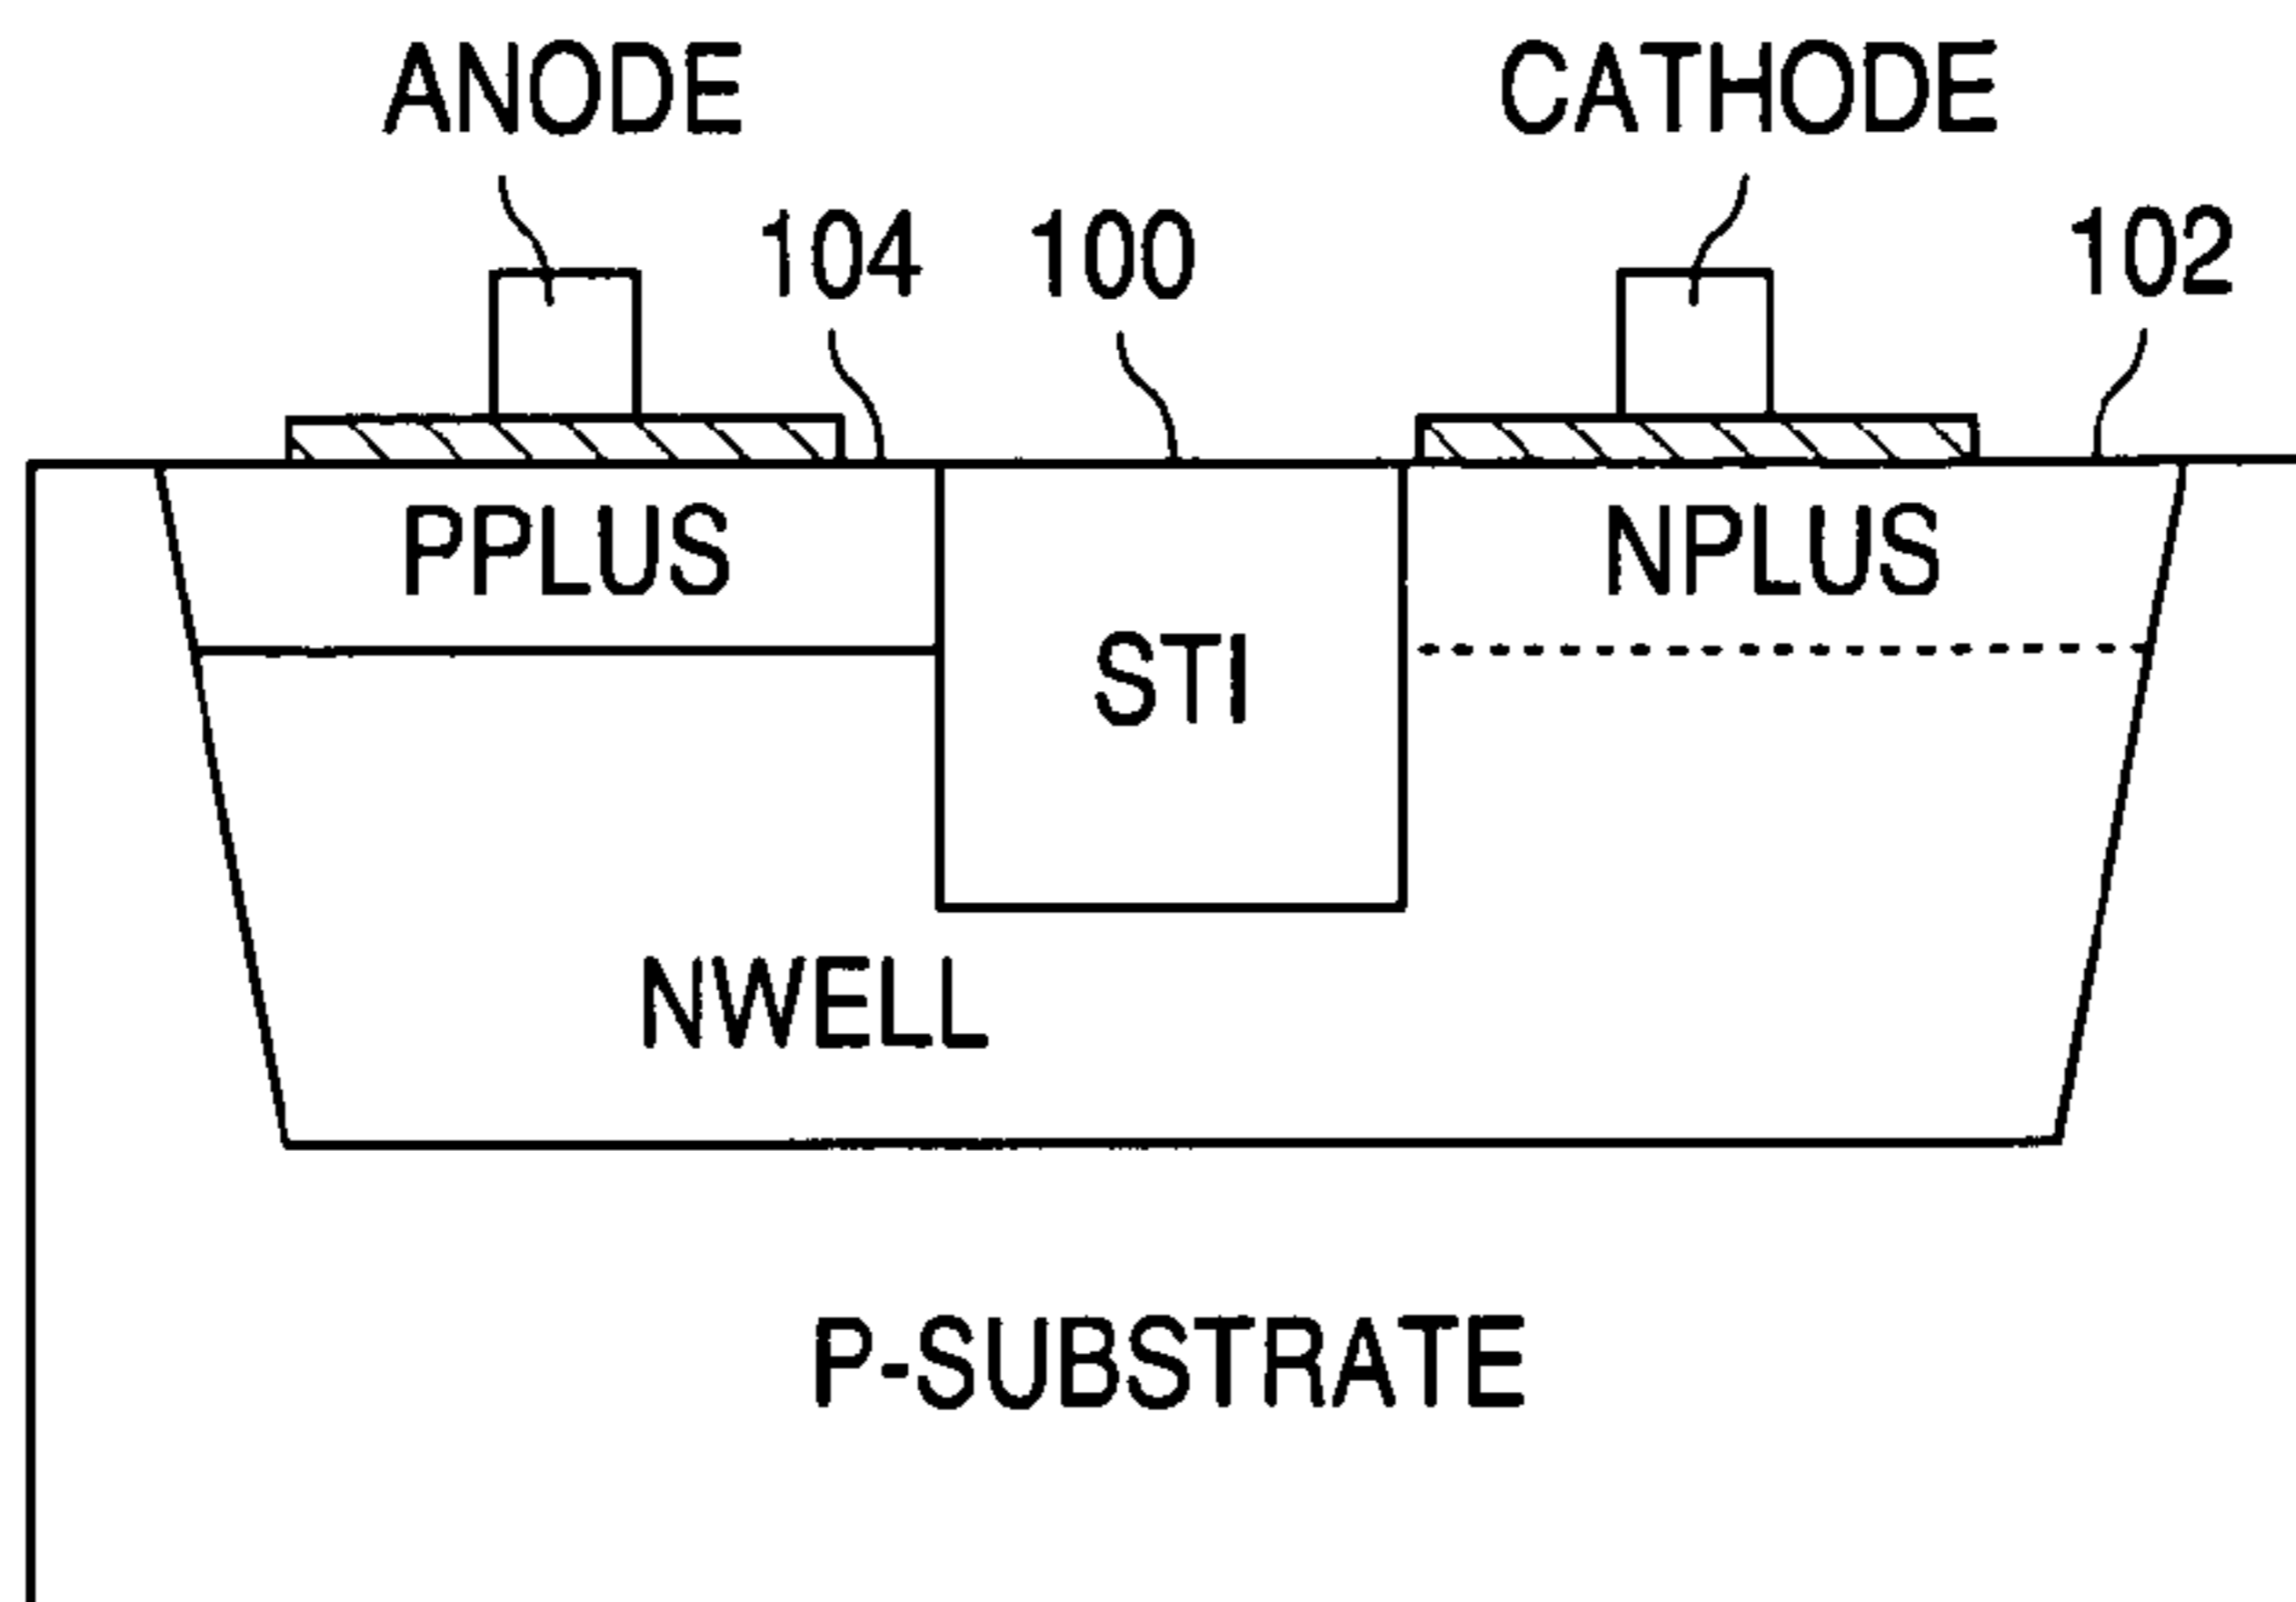 ANODE CATHODE
104 100 102
PPLUS NPLUS
STI
NWELL
P-SUBSTRATE